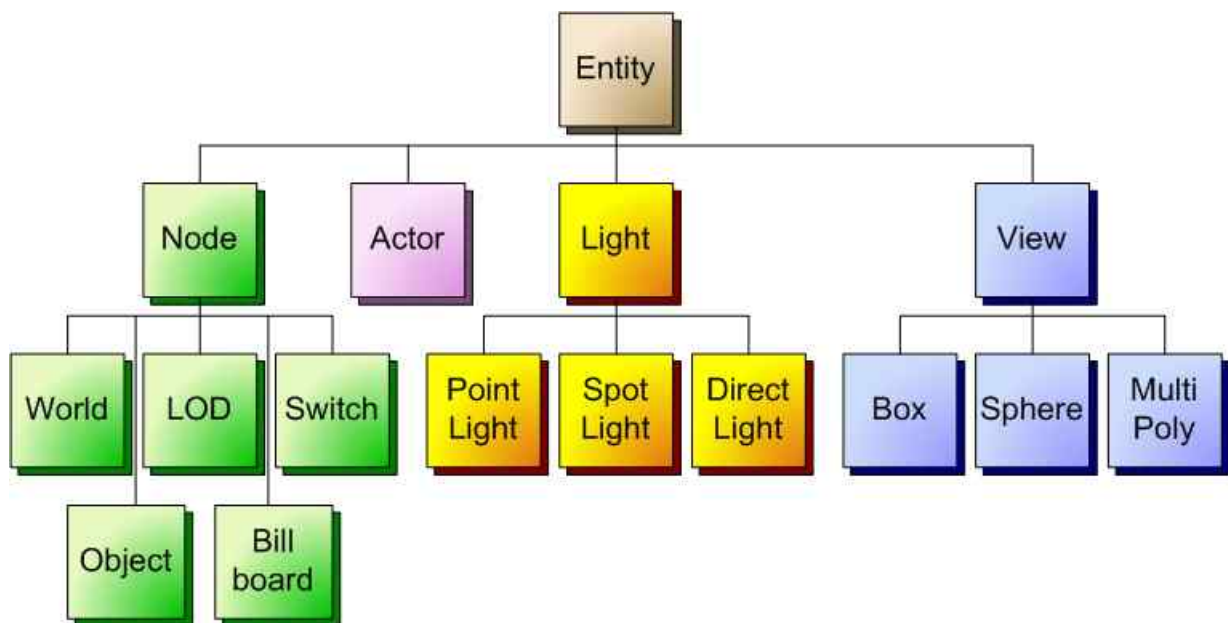 Entity
Node
Actor
Light
View
World
LOD
Switch
Point
Light
Spot
Light
Direct
Light
Box
Sphere
Multi
Poly
Object
Bill
board